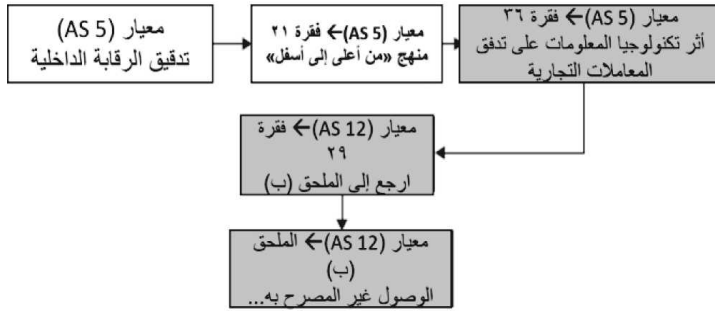 معيار (AS 5)
تدقيق الرقابة الداخلية
معيار (AS 5)← فقرة ٢١
منهج «من أعلى إلى أسفل»
معيار (AS 5)← فقرة ٣٦
أثر تكنولوجيا المعلومات على تدفق
المعاملات التجارية
معيار (AS 12)← فقرة
٢٩
ارجع إلى الملحق (ب)
معيار (AS 12)← الملحق
(ب)
الوصول غير المصرح به...